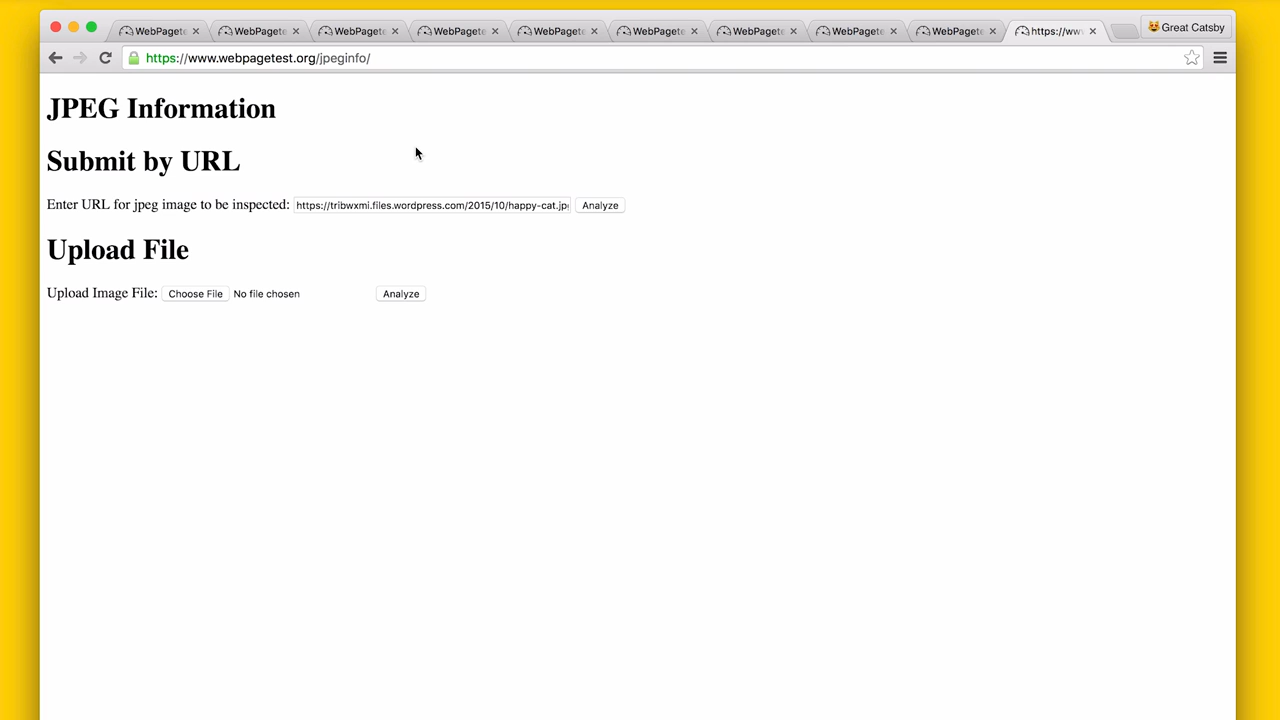 WebPagete WebPagete WebPagete WebPagete WebPagete WebPagete WebPagete WebPagete WebPagete https://ww Great Catsby
https://www.webpagetest.org/jpeginfo/
JPEG Information
Submit by URL
Enter URL for jpeg image to be inspected: https://tribwxmi.files.wordpress.com/2015/10/happy-cat.jp Analyze
Upload File
Upload Image File: Choose File No file chosen Analyze